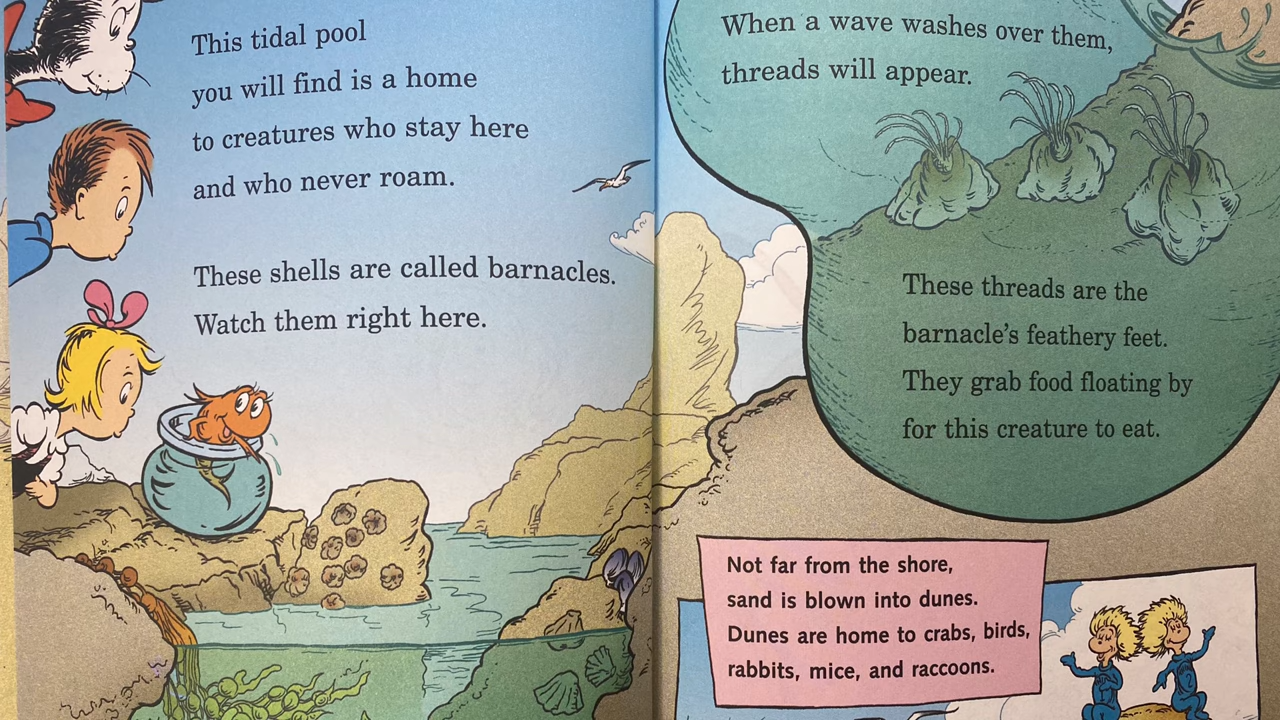 This tidal pool
you will find is a home
to creatures who stay here
and who never roam.
These shells are called barnacles.
Watch them right here.
When a wave washes over them,
threads will appear.
These threads are the
barnacle's feathery feet.
They grab food floating by
for this creature to eat.
Not far from the shore,
sand is blown into dunes.
Dunes are home to crabs, birds,
rabbits, mice, and raccoons.